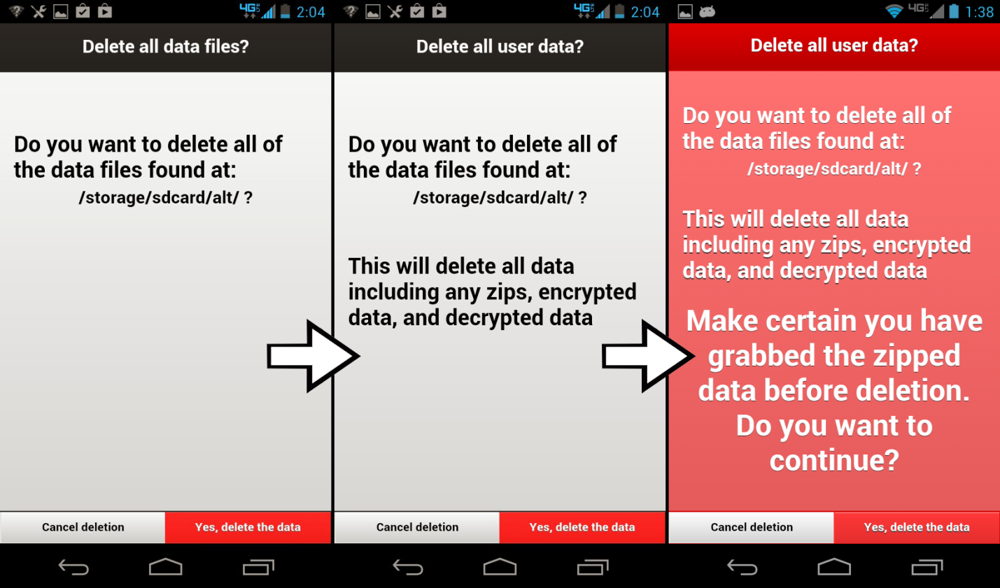 4G LTE 2:04
Delete all data files?
Do you want to delete all of
the data files found at:
/storage/sdcard/alt/ ?
Cancel deletion
Yes, delete the data
4G LTE 2:04
Delete all user data?
Do you want to delete all of
the data files found at:
/storage/sdcard/alt/ ?
This will delete all data
including any zips, encrypted
data, and decrypted data
Cancel deletion
Yes, delete the data
4G LTE 1:38
Delete all user data?
Do you want to delete all of
the data files found at:
/storage/sdcard/alt/ ?
This will delete all data
including any zips, encrypted
data, and decrypted data
Make certain you have
grabbed the zipped
data before deletion.
Do you want to
continue?
Cancel deletion
Yes, delete the data